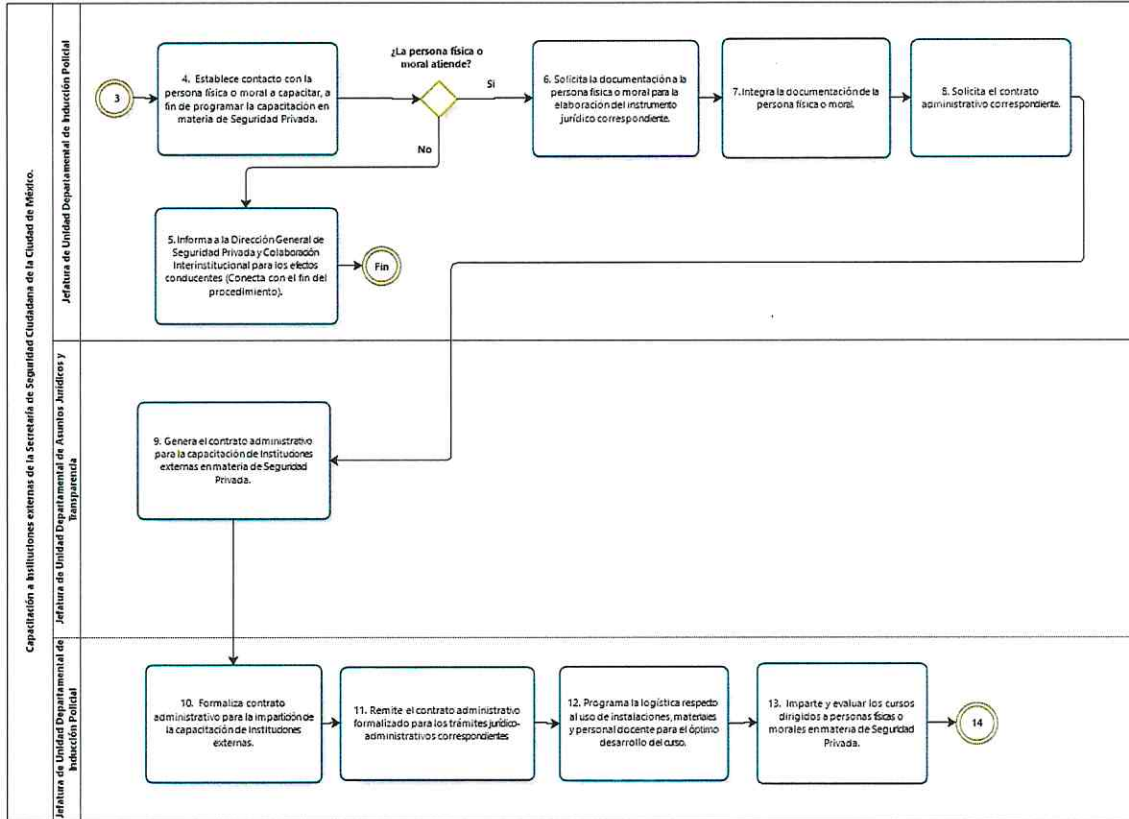 Capacitación a Instituciones externas de la Secretaría de Seguridad Ciudadana de la Ciudad de México.
Jefatura de Unidad Departamental de Inducción Policial
3
4. Establece contacto con la
persona física o moral a capacitar, a
fin de programar la capacitación en
materia de Seguridad Privada.
¿La persona física o
moral atiende?
Si
No
6. Solicita la documentación a la
persona física o moral para la
elaboración del instrumento
jurídico correspondiente.
7. Integra la documentación de la
persona física o moral.
8. Solicita el contrato
administrativo correspondiente.
5. Informa a la Dirección General de
Seguridad Privada y Colaboración
Interinstitucional para los efectos
conducentes (Conecta con el fin del
procedimiento).
Fin
Jefatura de Unidad Departamental de Asuntos Jurídicos y
Transparencia
9. Genera el contrato administrativo
para la capacitación de Instituciones
externas en materia de Seguridad
Privada.
Jefatura de Unidad Departamental de
Inducción Policial
10. Formaliza contrato
administrativo para la impartición de
la capacitación de Instituciones
externas.
11. Remite el contrato administrativo
formalizado para los trámites jurídico-
administrativos correspondientes
12. Programa la logística respecto
al uso de instalaciones, materiales
y personal docente para el óptimo
desarrollo del curso.
13. Imparte y evaluar los cursos
dirigidos a personas físicas o
morales en materia de Seguridad
Privada.
14